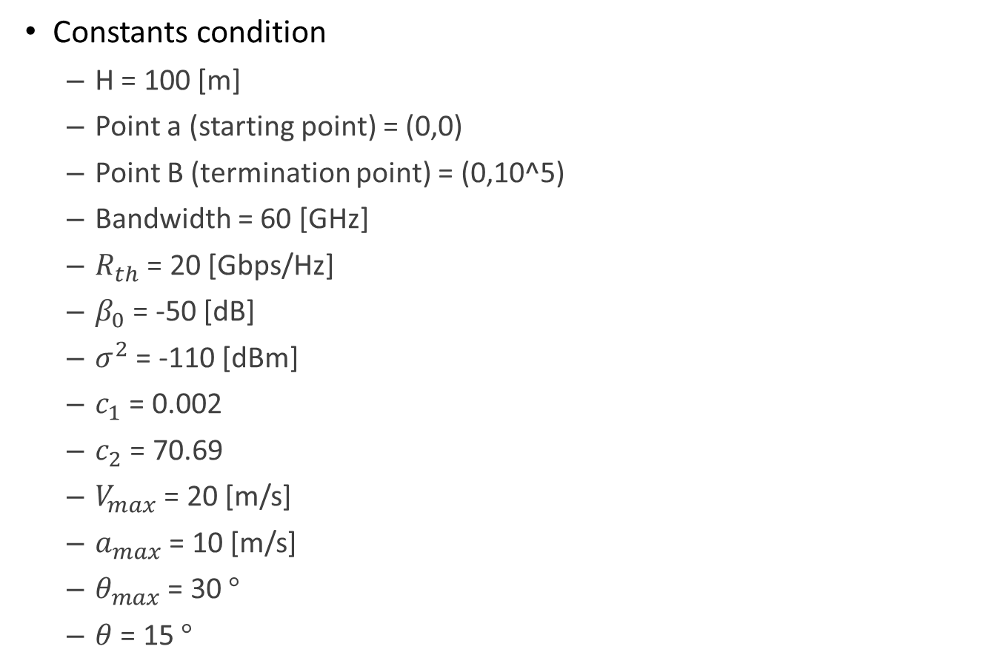 • Constants condition
– H = 100 [m]
– Point a (starting point) = (0,0)
– Point B (termination point) = (0,10^5)
– Bandwidth = 60 [GHz]
– $R_{th}$ = 20 [Gbps/Hz]
– $\beta_0$ = -50 [dB]
– $\sigma^2$ = -110 [dBm]
– $c_1$ = 0.002
– $c_2$ = 70.69
– $V_{max}$ = 20 [m/s]
– $a_{max}$ = 10 [m/s]
– $\theta_{max}$ = 30 °
– $\theta$ = 15 °